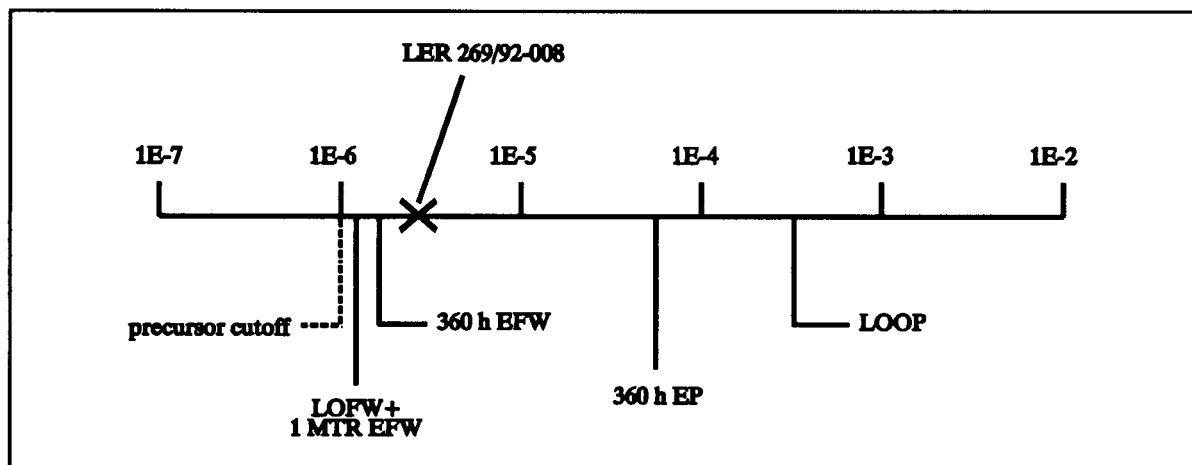 LER 269/92-008
1E-7 1E-6 1E-5 1E-4 1E-3 1E-2
precursor cutoff
360 h EFW
LOOP
360 h EP
LOFW+
1 MTR EFW